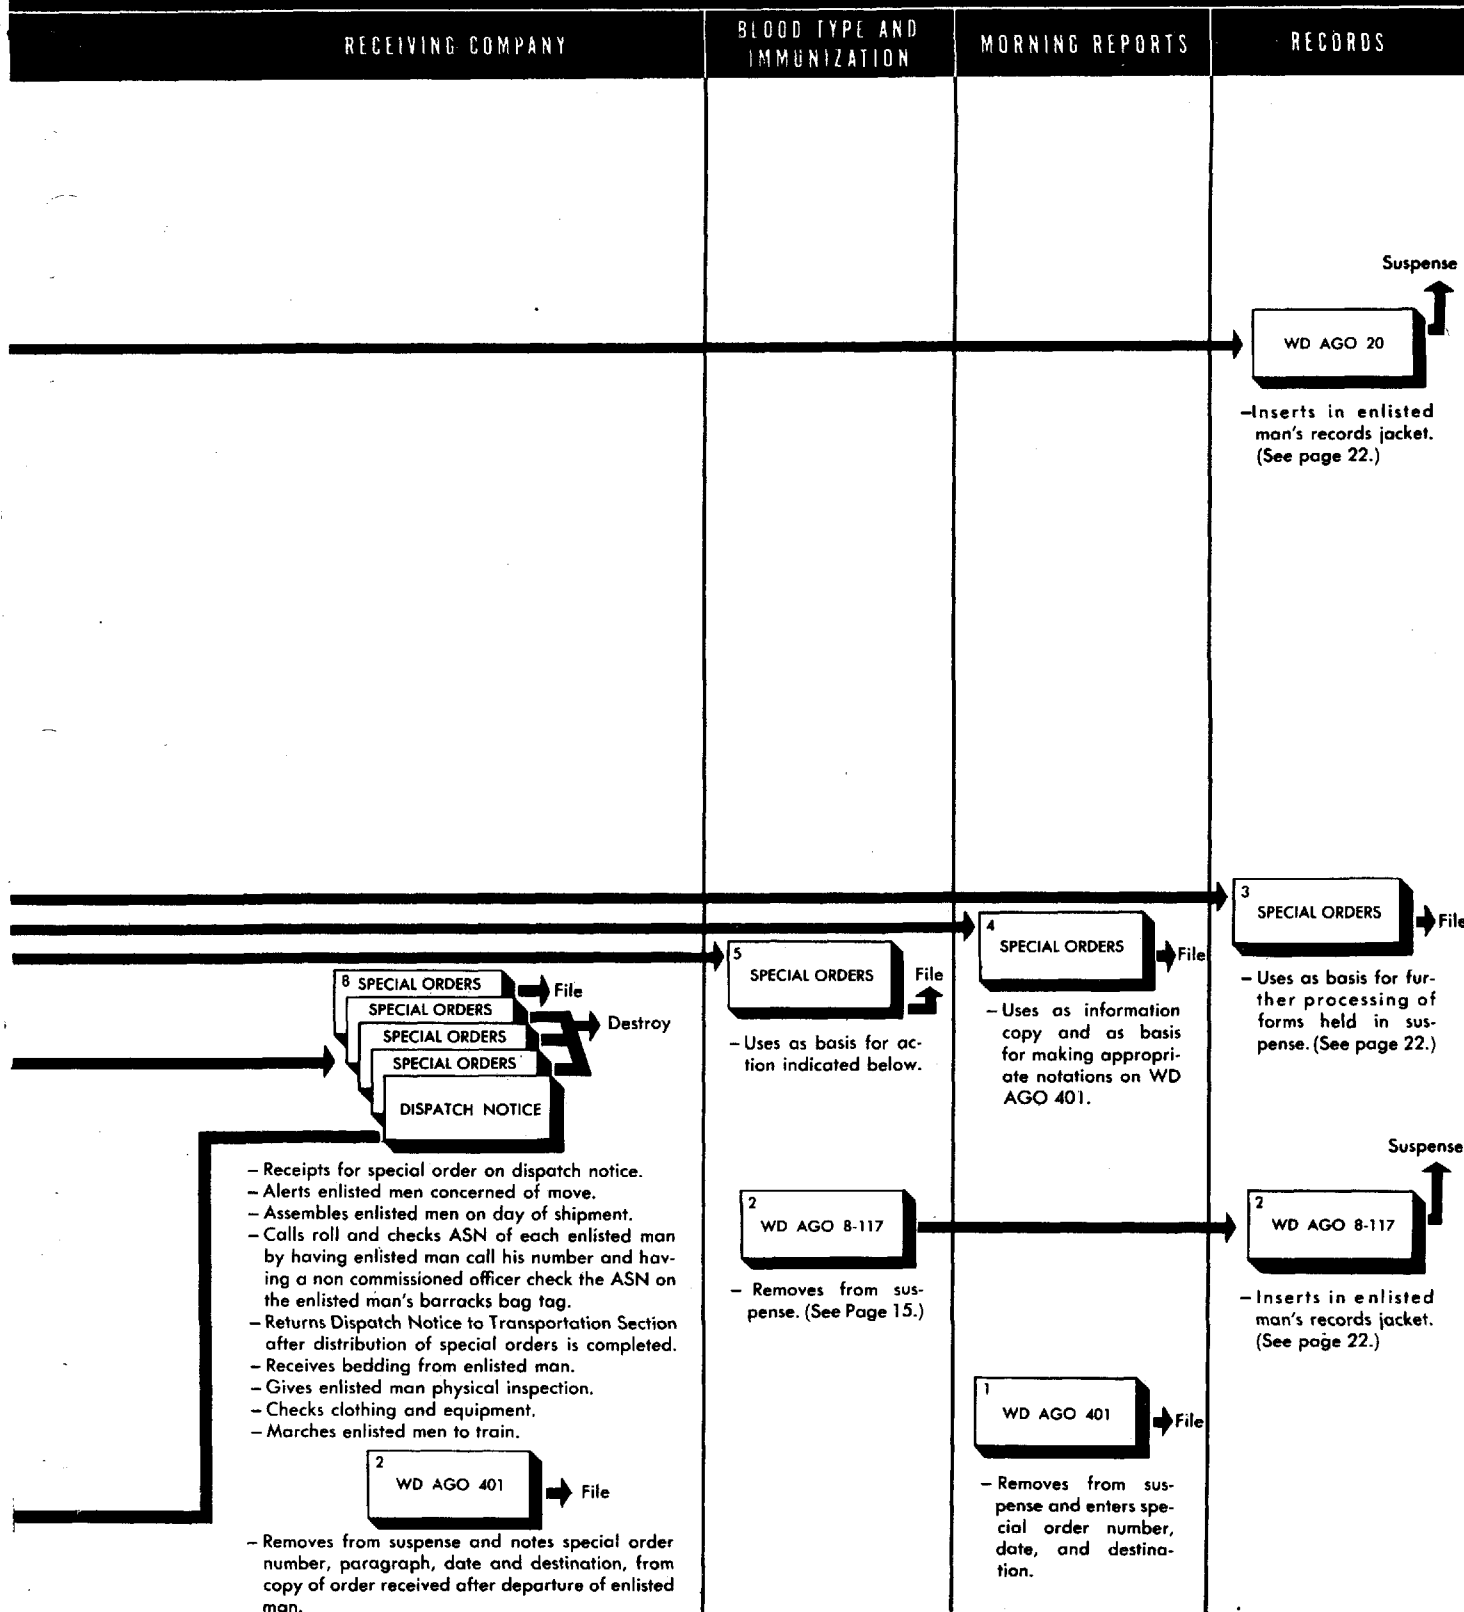 RECEIVING COMPANY
BLOOD TYPE AND
IMMUNIZATION
MORNING REPORTS
RECORDS
Suspense
WD AGO 20
–Inserts in enlisted
man's records jacket.
(See page 22.)
3
SPECIAL ORDERS
File
– Uses as basis for fur-
ther processing of
forms held in sus-
pense. (See page 22.)
4
SPECIAL ORDERS
File
– Uses as information
copy and as basis
for making appropri-
ate notations on WD
AGO 401.
5
SPECIAL ORDERS
File
– Uses as basis for ac-
tion indicated below.
8 SPECIAL ORDERS
File
SPECIAL ORDERS
Destroy
SPECIAL ORDERS
SPECIAL ORDERS
DISPATCH NOTICE
– Receipts for special order on dispatch notice.
– Alerts enlisted men concerned of move.
– Assembles enlisted men on day of shipment.
– Calls roll and checks ASN of each enlisted man
by having enlisted man call his number and hav-
ing a non commissioned officer check the ASN on
the enlisted man's barracks bag tag.
– Returns Dispatch Notice to Transportation Section
after distribution of special orders is completed.
– Receives bedding from enlisted man.
– Gives enlisted man physical inspection.
– Checks clothing and equipment.
– Marches enlisted men to train.
2
WD AGO 401
File
– Removes from suspense and notes special order
number, paragraph, date and destination, from
copy of order received after departure of enlisted
man.
2
WD AGO 8-117
– Removes from sus-
pense. (See Page 15.)
Suspense
2
WD AGO 8-117
– Inserts in enlisted
man's records jacket.
(See page 22.)
1
WD AGO 401
File
– Removes from sus-
pense and enters spe-
cial order number,
date, and destina-
tion.